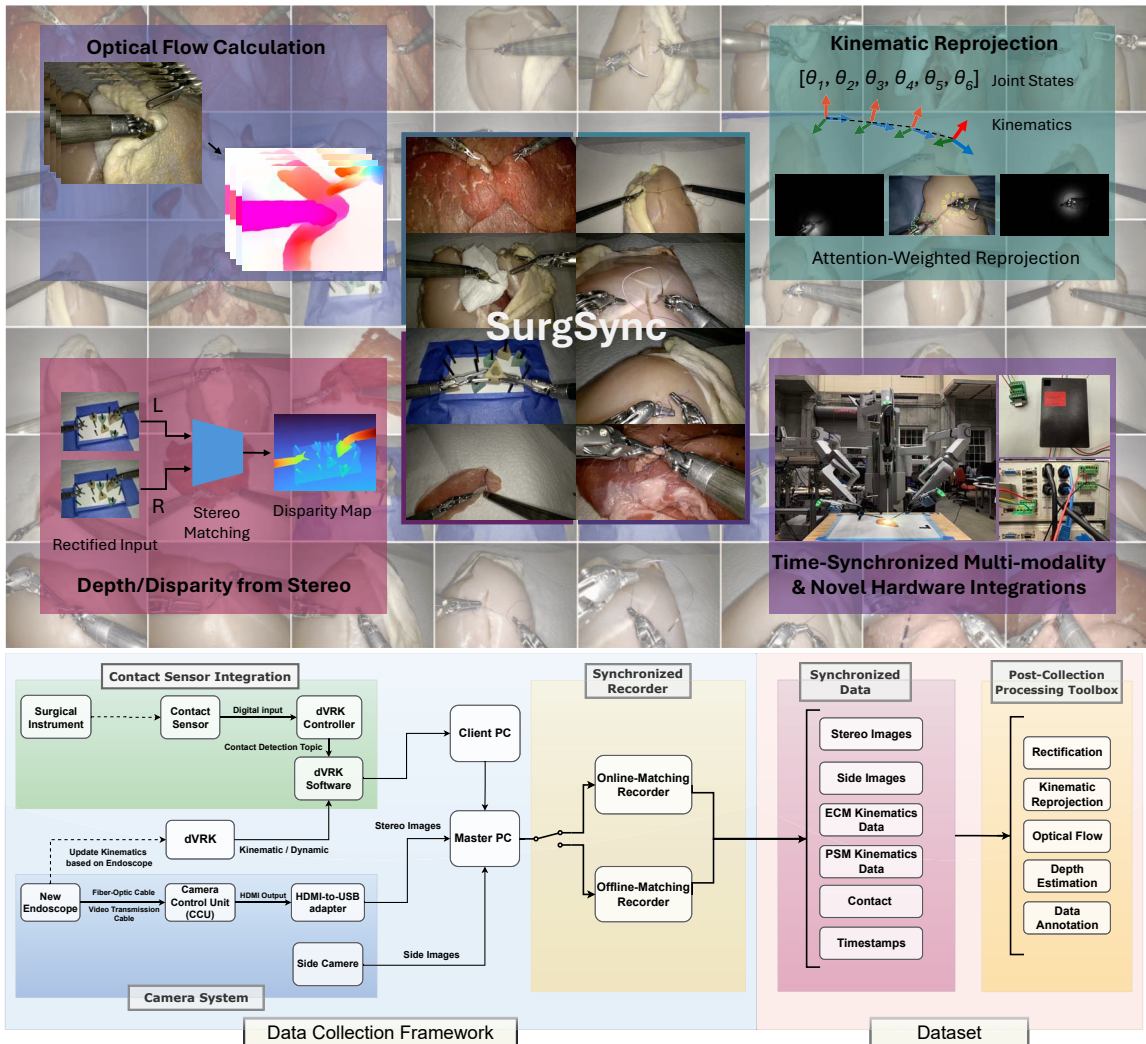 Optical Flow Calculation
Kinematic Reprojection
[θ1, θ2, θ3, θ4, θ5, θ6]
Joint States
Kinematics
Attention-Weighted Reprojection
SurgSync
L
R
Stereo
Matching
Disparity Map
Rectified Input
Depth/Disparity from Stereo
Time-Synchronized Multi-modality
& Novel Hardware Integrations
Contact Sensor Integration
Surgical
Instrument
Contact
Sensor
Digital input
dVRK
Controller
Contact Detection Topic
dVRK
Software
Client PC
dVRK
Update Kinematics
based on Endoscope
Kinematic / Dynamic
Stereo Images
Master PC
New
Endoscope
Fiber-Optic Cable
Video Transmission
Cable
Camera
Control Unit
(CCU)
HDMI Output
HDMI-to-USB
adapter
Side Camere
Side Images
Camera System
Data Collection Framework
Synchronized
Recorder
Online-Matching
Recorder
Offline-Matching
Recorder
Synchronized
Data
Stereo Images
Side Images
ECM Kinematics
Data
PSM Kinematics
Data
Contact
Timestamps
Post-Collection
Processing Toolbox
Rectification
Kinematic
Reprojection
Optical Flow
Depth
Estimation
Data
Annotation
Dataset